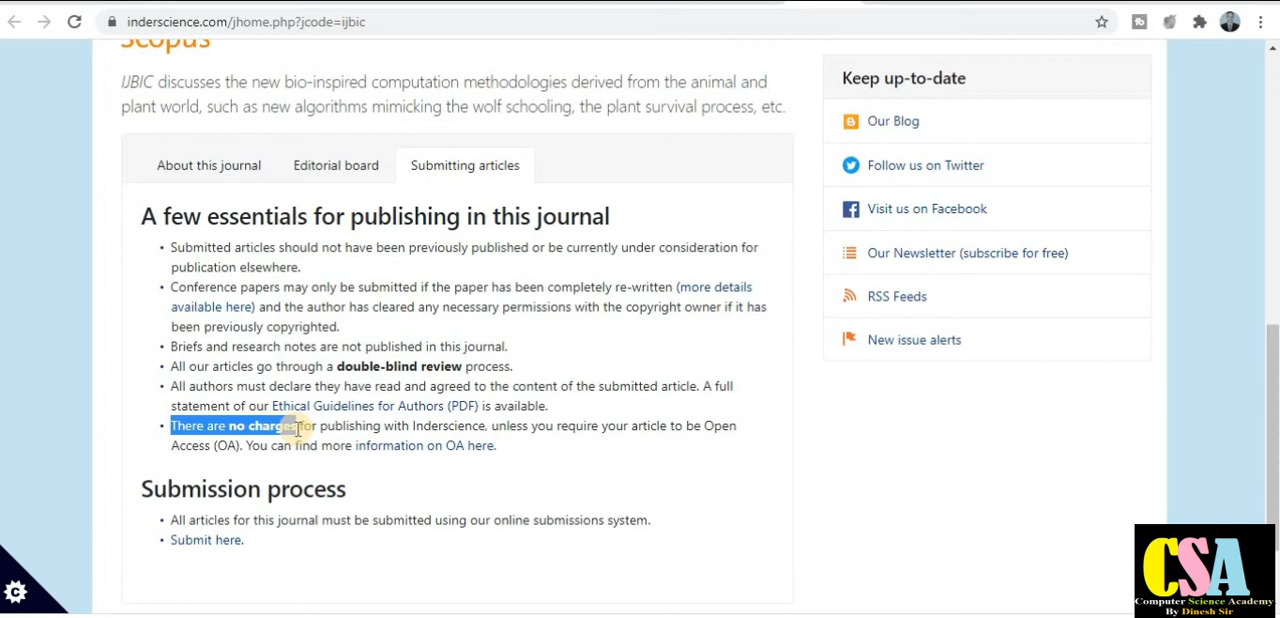 inderscience.com/jhome.php?jcode=ijbic
Scopus
IJBIC discusses the new bio-inspired computation methodologies derived from the animal and
plant world, such as new algorithms mimicking the wolf schooling, the plant survival process, etc.
About this journal
Editorial board
Submitting articles
A few essentials for publishing in this journal
• Submitted articles should not have been previously published or be currently under consideration for
publication elsewhere.
• Conference papers may only be submitted if the paper has been completely re-written (more details
available here) and the author has cleared any necessary permissions with the copyright owner if it has
been previously copyrighted.
• Briefs and research notes are not published in this journal.
• All our articles go through a double-blind review process.
• All authors must declare they have read and agreed to the content of the submitted article. A full
statement of our Ethical Guidelines for Authors (PDF) is available.
• There are no charges for publishing with Inderscience, unless you require your article to be Open
Access (OA). You can find more information on OA here.
Submission process
• All articles for this journal must be submitted using our online submissions system.
• Submit here.
Keep up-to-date
Our Blog
Follow us on Twitter
Visit us on Facebook
Our Newsletter (subscribe for free)
RSS Feeds
New issue alerts
CSA
Computer Science Academy
By Dinesh Sir